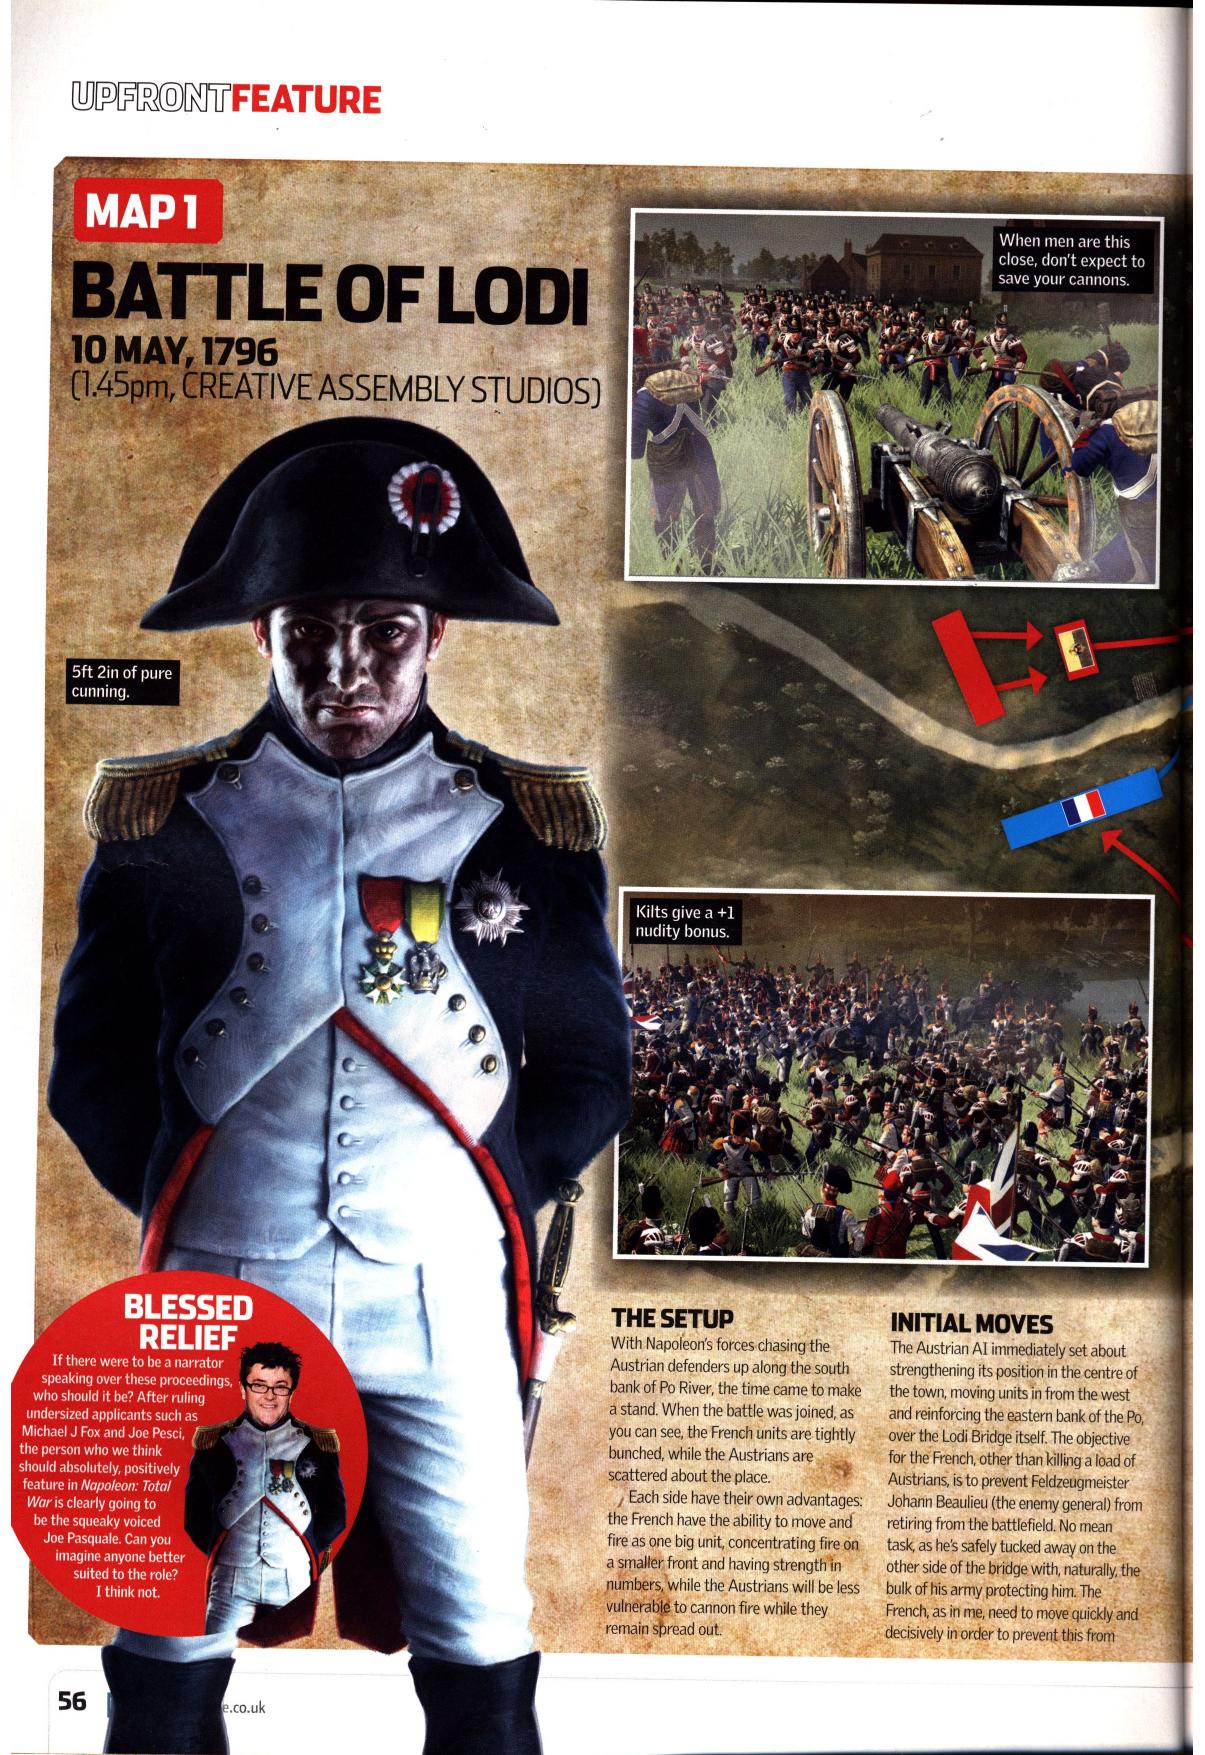 UPFRONTFEATURE
MAP 1
BATTLE OF LODI
10 MAY, 1796
(1.45pm, CREATIVE ASSEMBLY STUDIOS)
When men are this
close, don't expect to
save your cannons.
5ft 2in of pure
cunning.
Kilts give a +1
nudity bonus.
BLESSED
RELIEF
If there were to be a narrator
speaking over these proceedings,
who should it be? After ruling
undersized applicants such as
Michael J Fox and Joe Pesci,
the person who we think
should absolutely, positively
feature in Napoleon: Total
War is clearly going to
be the squeaky voiced
Joe Pasquale. Can you
imagine anyone better
suited to the role?
I think not.
THE SETUP
With Napoleon's forces chasing the
Austrian defenders up along the south
bank of Po River, the time came to make
a stand. When the battle was joined, as
you can see, the French units are tightly
bunched, while the Austrians are
scattered about the place.
Each side have their own advantages:
the French have the ability to move and
fire as one big unit, concentrating fire on
a smaller front and having strength in
numbers, while the Austrians will be less
vulnerable to cannon fire while they
remain spread out.
INITIAL MOVES
The Austrian AI immediately set about
strengthening its position in the centre of
the town, moving units in from the west
and reinforcing the eastern bank of the Po,
over the Lodi Bridge itself. The objective
for the French, other than killing a load of
Austrians, is to prevent Feldzeugmeister
Johann Beaulieu (the enemy general) from
retiring from the battlefield. No mean
task, as he's safely tucked away on the
other side of the bridge with, naturally, the
bulk of his army protecting him. The
French, as in me, need to move quickly and
decisively in order to prevent this from
56
e.co.uk